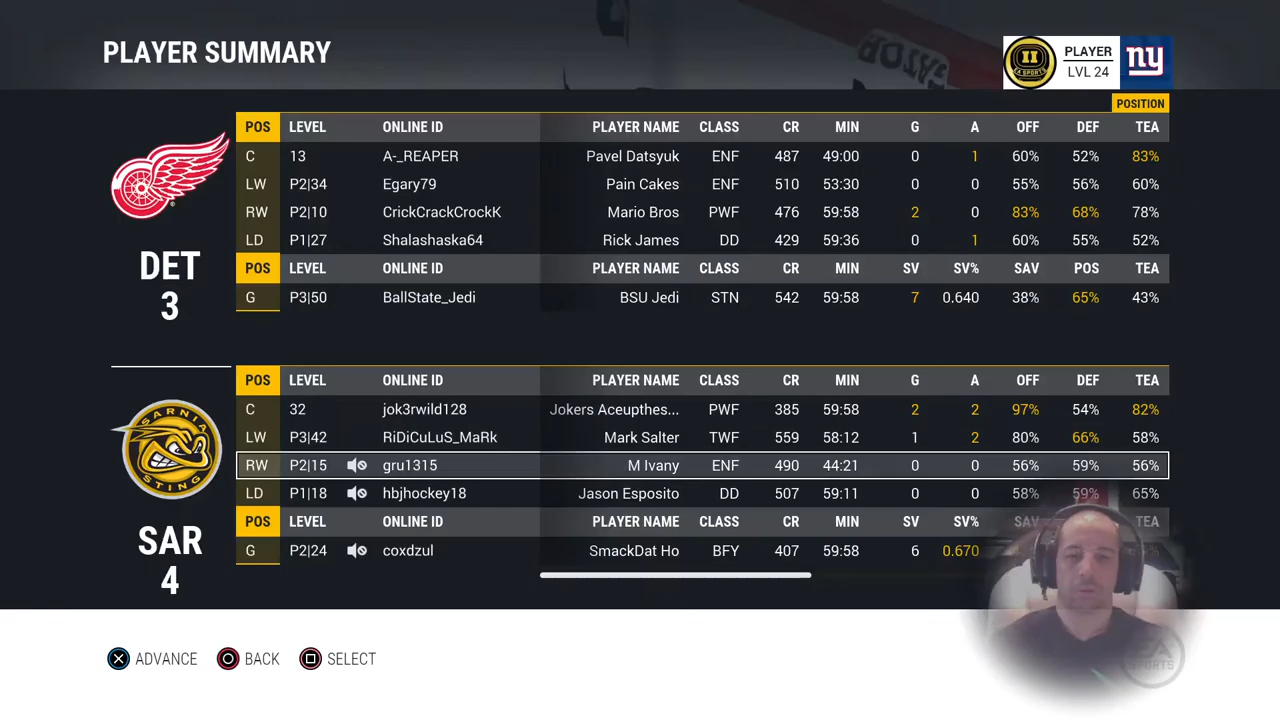 PLAYER SUMMARY
II
EA SPORTS
PLAYER
LVL 24
ny
POSITION
POS LEVEL ONLINE ID PLAYER NAME CLASS CR MIN G A OFF DEF TEA
C 13 A-_REAPER Pavel Datsyuk ENF 487 49:00 0 1 60% 52% 83%
LW P2|34 Egary79 Pain Cakes ENF 510 53:30 0 0 55% 56% 60%
RW P2|10 CrickCrackCrockK Mario Bros PWF 476 59:58 2 0 83% 68% 78%
LD P1|27 Shalashaska64 Rick James DD 429 59:36 0 1 60% 55% 52%
POS LEVEL ONLINE ID PLAYER NAME CLASS CR MIN SV SV% SAV POS TEA
G P3|50 BallState_Jedi BSU Jedi STN 542 59:58 7 0.640 38% 65% 43%
DET
3
POS LEVEL ONLINE ID PLAYER NAME CLASS CR MIN G A OFF DEF TEA
C 32 jok3rwild128 Jokers Aceupthes... PWF 385 59:58 2 2 97% 54% 82%
LW P3|42 RiDiCuLuS_MaRk Mark Salter TWF 559 58:12 1 2 80% 66% 58%
RW P2|15 gru1315 M Ivany ENF 490 44:21 0 0 56% 59% 56%
LD P1|18 hbjhockey18 Jason Esposito DD 507 59:11 0 0 58% 59% 65%
POS LEVEL ONLINE ID PLAYER NAME CLASS CR MIN SV SV% SAV POS TEA
G P2|24 coxdzul SmackDat Ho BFY 407 59:58 6 0.670
SARNIA
STING
SAR
4
ADVANCE BACK SELECT
EA SPORTS